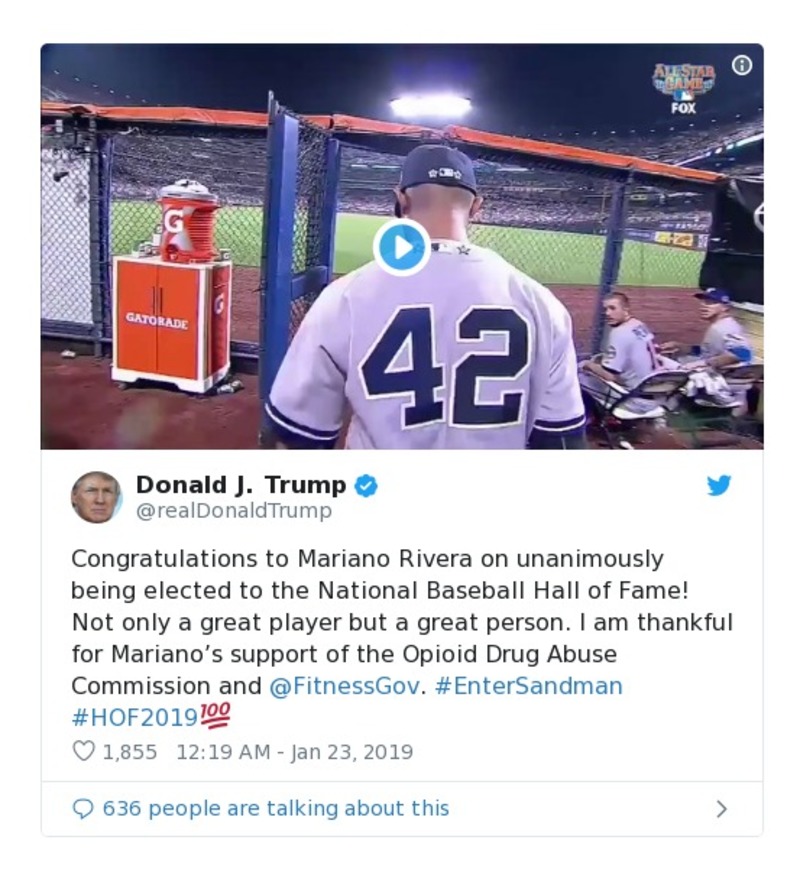 ALL STAR
GAME
FOX
G
GATORADE
G
42
Donald J. Trump
@realDonaldTrump
Congratulations to Mariano Rivera on unanimously
being elected to the National Baseball Hall of Fame!
Not only a great player but a great person. I am thankful
for Mariano’s support of the Opioid Drug Abuse
Commission and @FitnessGov. #EnterSandman
#HOF2019💯
1,855 12:19 AM - Jan 23, 2019
636 people are talking about this